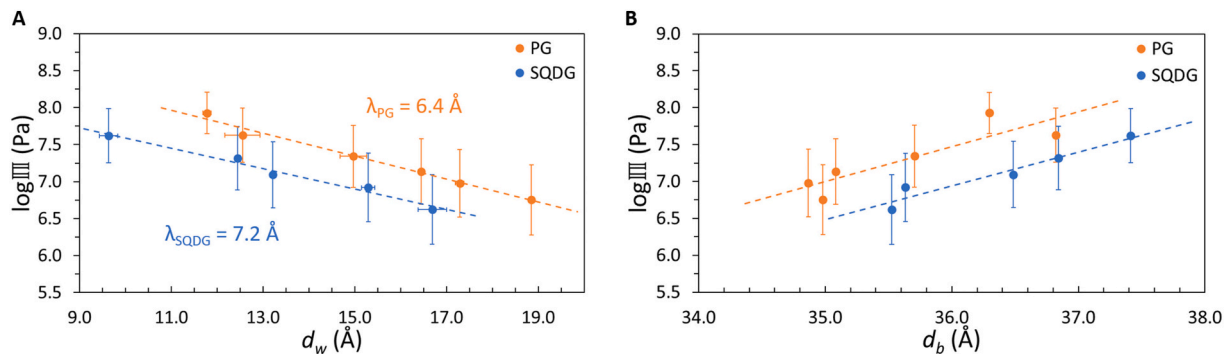 A
9.0
8.5
8.0
7.5
7.0
6.5
6.0
5.5
logΠ (Pa)
PG
SQDG
λPG = 6.4 Å
λSQDG = 7.2 Å
9.0 11.0 13.0 15.0 17.0 19.0
dw (Å)
B
9.0
8.5
8.0
7.5
7.0
6.5
6.0
5.5
logΠ (Pa)
PG
SQDG
34.0 35.0 36.0 37.0 38.0
db (Å)